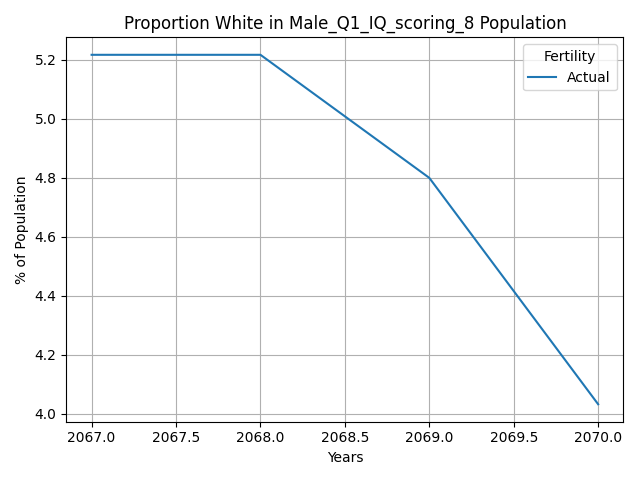 Proportion White in Male_Q1_IQ_scoring_8 Population
Fertility
Actual
5.2
5.0
4.8
4.6
4.4
4.2
4.0
% of Population
2067.0 2067.5 2068.0 2068.5 2069.0 2069.5 2070.0
Years